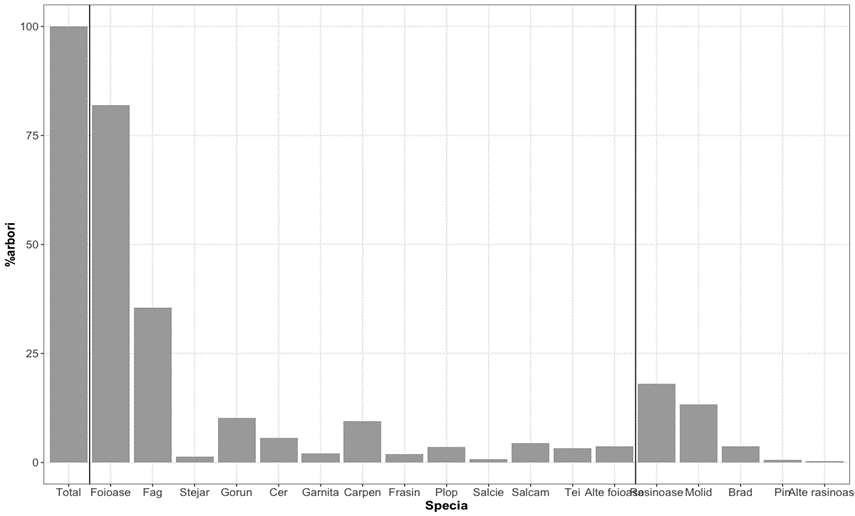 100
75
50
25
0
%arbori
Total Foioase Fag Stejar Gorun Cer Garnita Carpen Frasin Plop Salcie Salcam Tei Alte foioase Rasinoase Molid Brad Pin Alte rasinoas
Specia